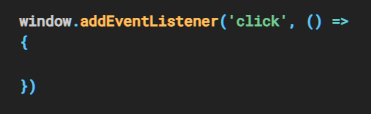 window.addEventListener('click', () =>
{
})